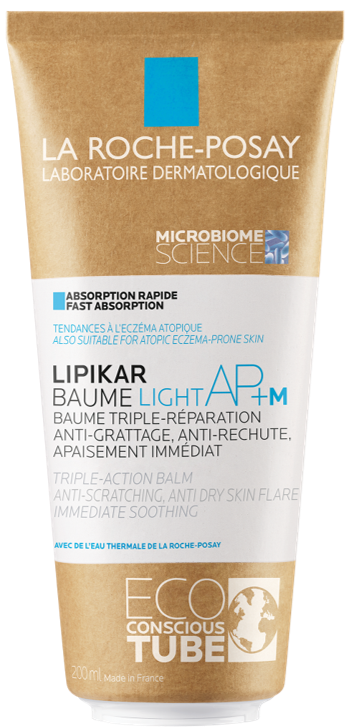 LA ROCHE-POSAY
LABORATOIRE DERMATOLOGIQUE
MICROBIOME
SCIENCE
ABSORPTION RAPIDE
FAST ABSORPTION
TENDANCES À L'ECZÉMA ATOPIQUE
ALSO SUITABLE FOR ATOPIC ECZEMA-PRONE SKIN
LIPIKAR
BAUME LIGHT AP+M
BAUME TRIPLE-RÉPARATION
ANTI-GRATTAGE, ANTI-RECHUTE,
APAISEMENT IMMÉDIAT
TRIPLE-ACTION BALM
ANTI-SCRATCHING, ANTI DRY SKIN FLARE
IMMEDIATE SOOTHING
AVEC DE L'EAU THERMALE DE LA ROCHE-POSAY
ECO
CONSCIOUS
TUBE
200ml Made in France